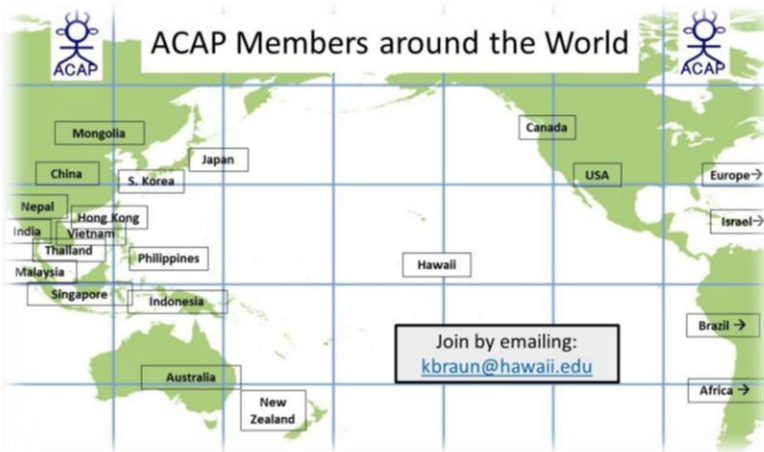 ACAP Members around the World
ACAP
ACAP
Mongolia
Canada
Japan
China
S. Korea
USA
Europe→
Nepal
Hong Kong
India
Vietnam
Israel→
Thailand
Philippines
Hawaii
Malaysia
Singapore
Indonesia
Brazil →
Join by emailing:
kbraun@hawaii.edu
Australia
Africa →
New
Zealand